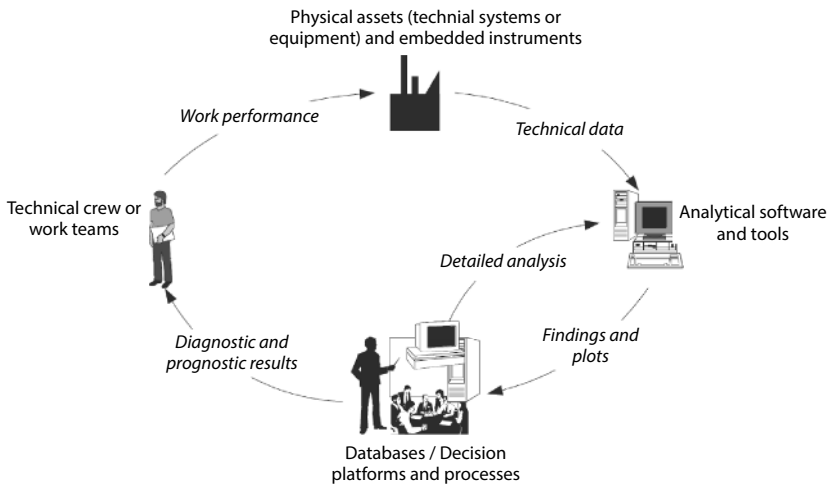 Physical assets (technial systems or
equipment) and embedded instruments
Work performance
Technical data
Technical crew or
work teams
Analytical software
and tools
Detailed analysis
Diagnostic and
prognostic results
Findings and
plots
Databases / Decision
platforms and processes